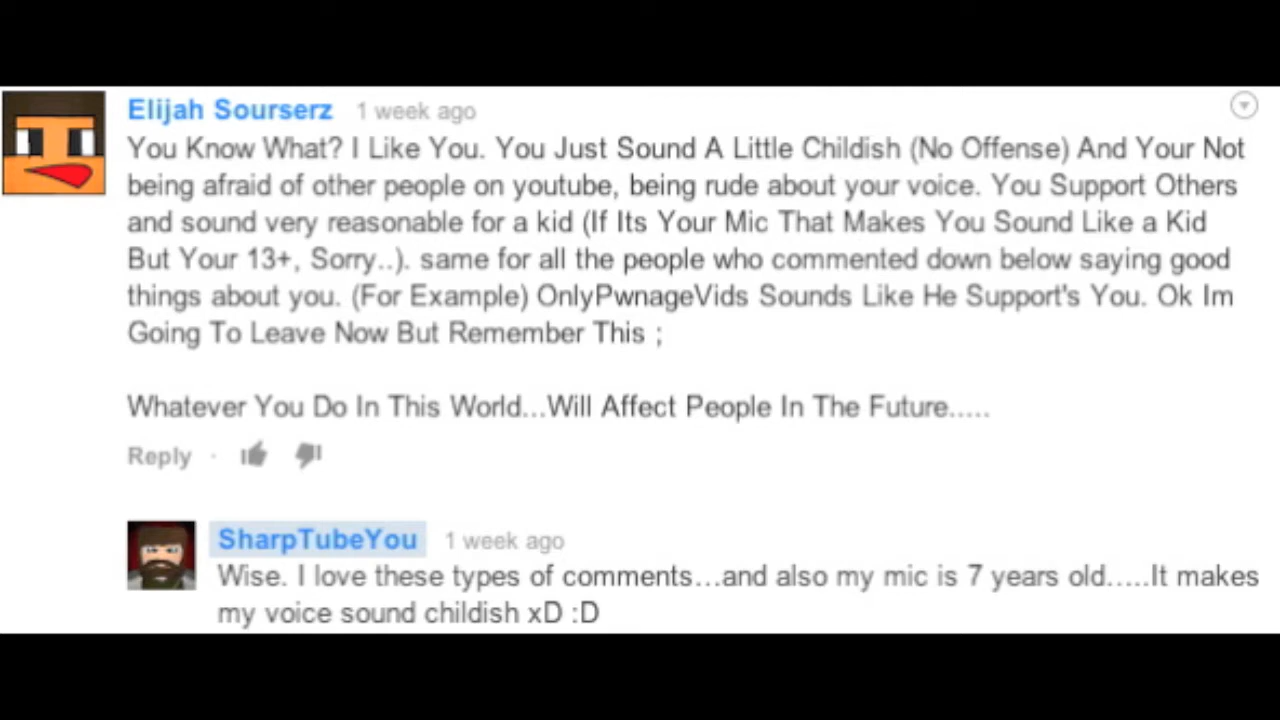 Elijah Sourserz 1 week ago
You Know What? I Like You. You Just Sound A Little Childish (No Offense) And Your Not
being afraid of other people on youtube, being rude about your voice. You Support Others
and sound very reasonable for a kid (If Its Your Mic That Makes You Sound Like a Kid
But Your 13+, Sorry..). same for all the people who commented down below saying good
things about you. (For Example) OnlyPwnageVids Sounds Like He Support's You. Ok Im
Going To Leave Now But Remember This ;
Whatever You Do In This World...Will Affect People In The Future.....
Reply ·
SharpTubeYou 1 week ago
Wise. I love these types of comments...and also my mic is 7 years old.....It makes
my voice sound childish xD :D